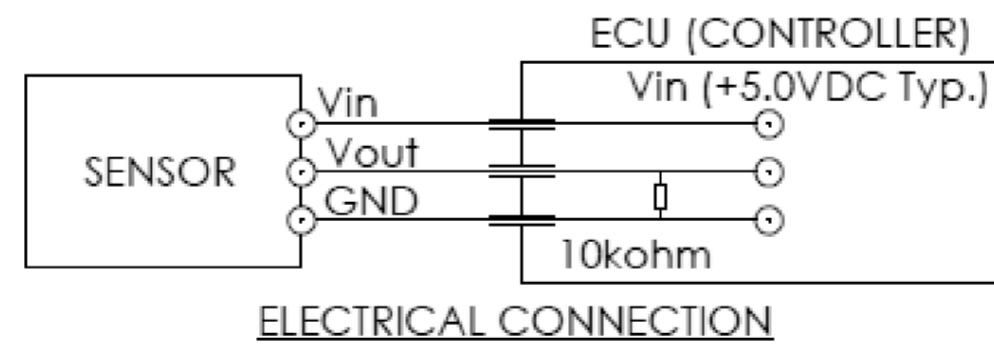 ECU (CONTROLLER)
Vin
Vin (+5.0VDC Typ.)
SENSOR
Vout
GND
10kohm
ELECTRICAL CONNECTION